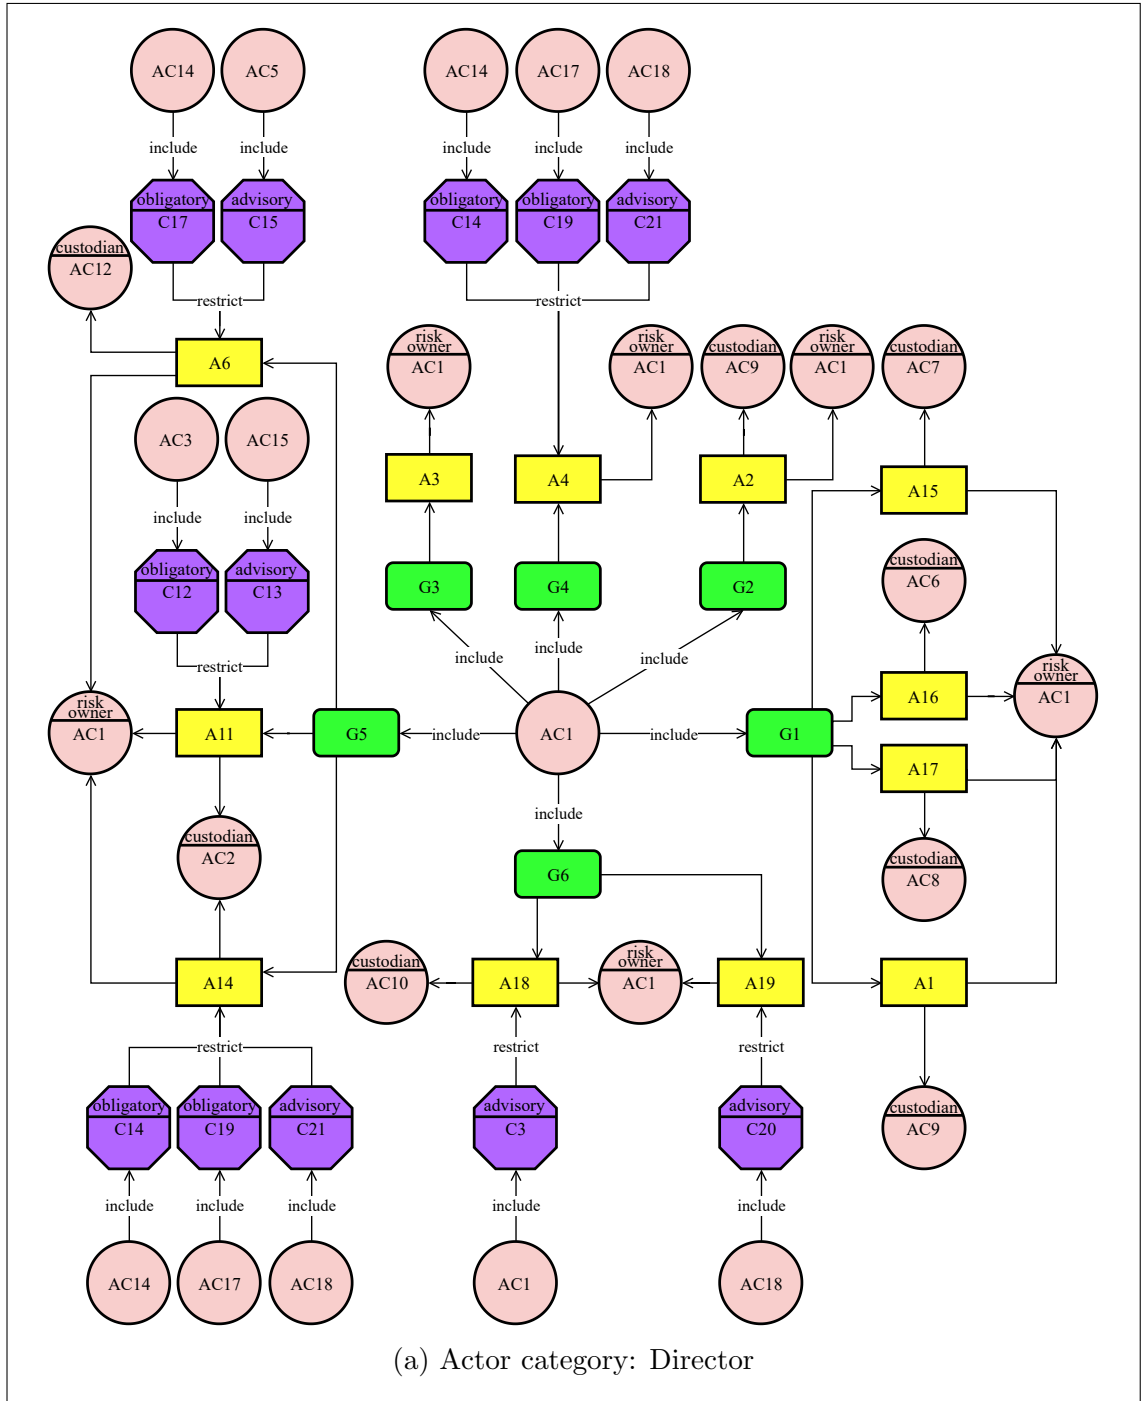 AC14 AC5 AC14 AC17 AC18
include include include include include
obligatory advisory obligatory obligatory advisory
C17 C15 C14 C19 C21
custodian
AC12
restrict restrict
risk owner AC1
risk owner AC1
custodian AC9
risk owner AC1
custodian AC7
A6
AC3 AC15
A3 A4 A2 A15
include include
obligatory advisory
C12 C13
custodian
AC6
G3 G4 G2
restrict
include include include
risk owner AC1
A16
risk owner AC1
A11 G5 include AC1 include G1
A17
include
custodian
AC2
G6
custodian
AC8
custodian
AC10
risk owner AC1
A14 A18 A19 A1
restrict restrict restrict
obligatory obligatory advisory advisory advisory
C14 C19 C21 C3 C20
custodian
AC9
include include include include include
AC14 AC17 AC18 AC1 AC18
(a) Actor category: Director